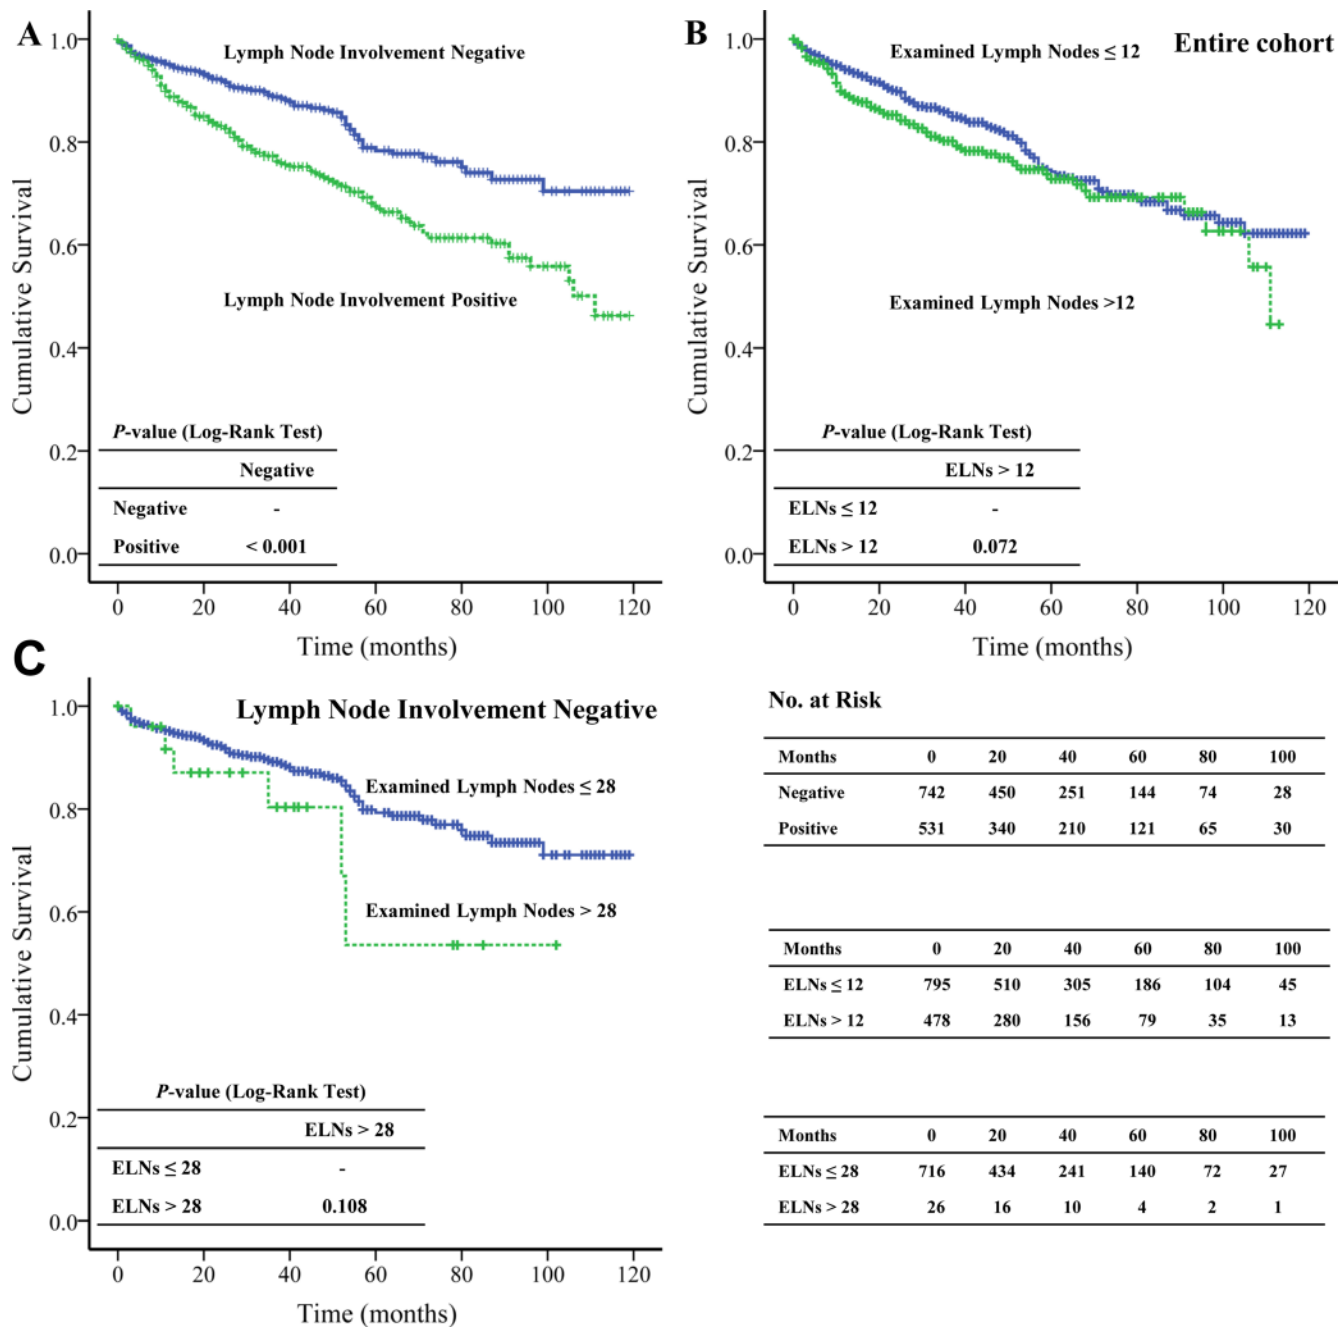 A
Lymph Node Involvement Negative
Lymph Node Involvement Positive
Cumulative Survival
1.0
0.8
0.6
0.4
0.2
0.0
P-value (Log-Rank Test)
Negative
Negative -
Positive < 0.001
0 20 40 60 80 100 120
Time (months)
B
Entire cohort
Examined Lymph Nodes ≤ 12
Examined Lymph Nodes >12
Cumulative Survival
1.0
0.8
0.6
0.4
0.2
0.0
P-value (Log-Rank Test)
ELNs > 12
ELNs ≤ 12 -
ELNs > 12 0.072
0 20 40 60 80 100 120
Time (months)
C
Lymph Node Involvement Negative
Examined Lymph Nodes ≤ 28
Examined Lymph Nodes > 28
Cumulative Survival
1.0
0.8
0.6
0.4
0.2
0.0
P-value (Log-Rank Test)
ELNs > 28
ELNs ≤ 28 -
ELNs > 28 0.108
0 20 40 60 80 100 120
Time (months)
No. at Risk
Months 0 20 40 60 80 100
Negative 742 450 251 144 74 28
Positive 531 340 210 121 65 30
Months 0 20 40 60 80 100
ELNs ≤ 12 795 510 305 186 104 45
ELNs > 12 478 280 156 79 35 13
Months 0 20 40 60 80 100
ELNs ≤ 28 716 434 241 140 72 27
ELNs > 28 26 16 10 4 2 1